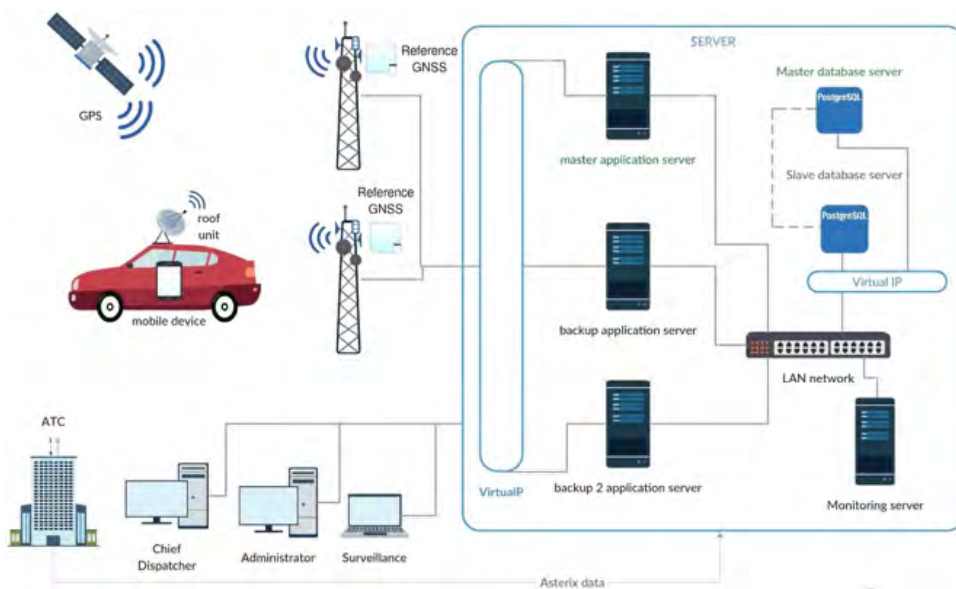 GPS
Reference
GNSS
Reference
GNSS
roof
unit
mobile device
SERVER
Master database server
PostgreSQL
master application server
Slave database server
PostgreSQL
Virtual IP
backup application server
LAN network
backup 2 application server
VirtualP
Monitoring server
ATC
Chief
Dispatcher
Administrator
Surveillance
Asterix data